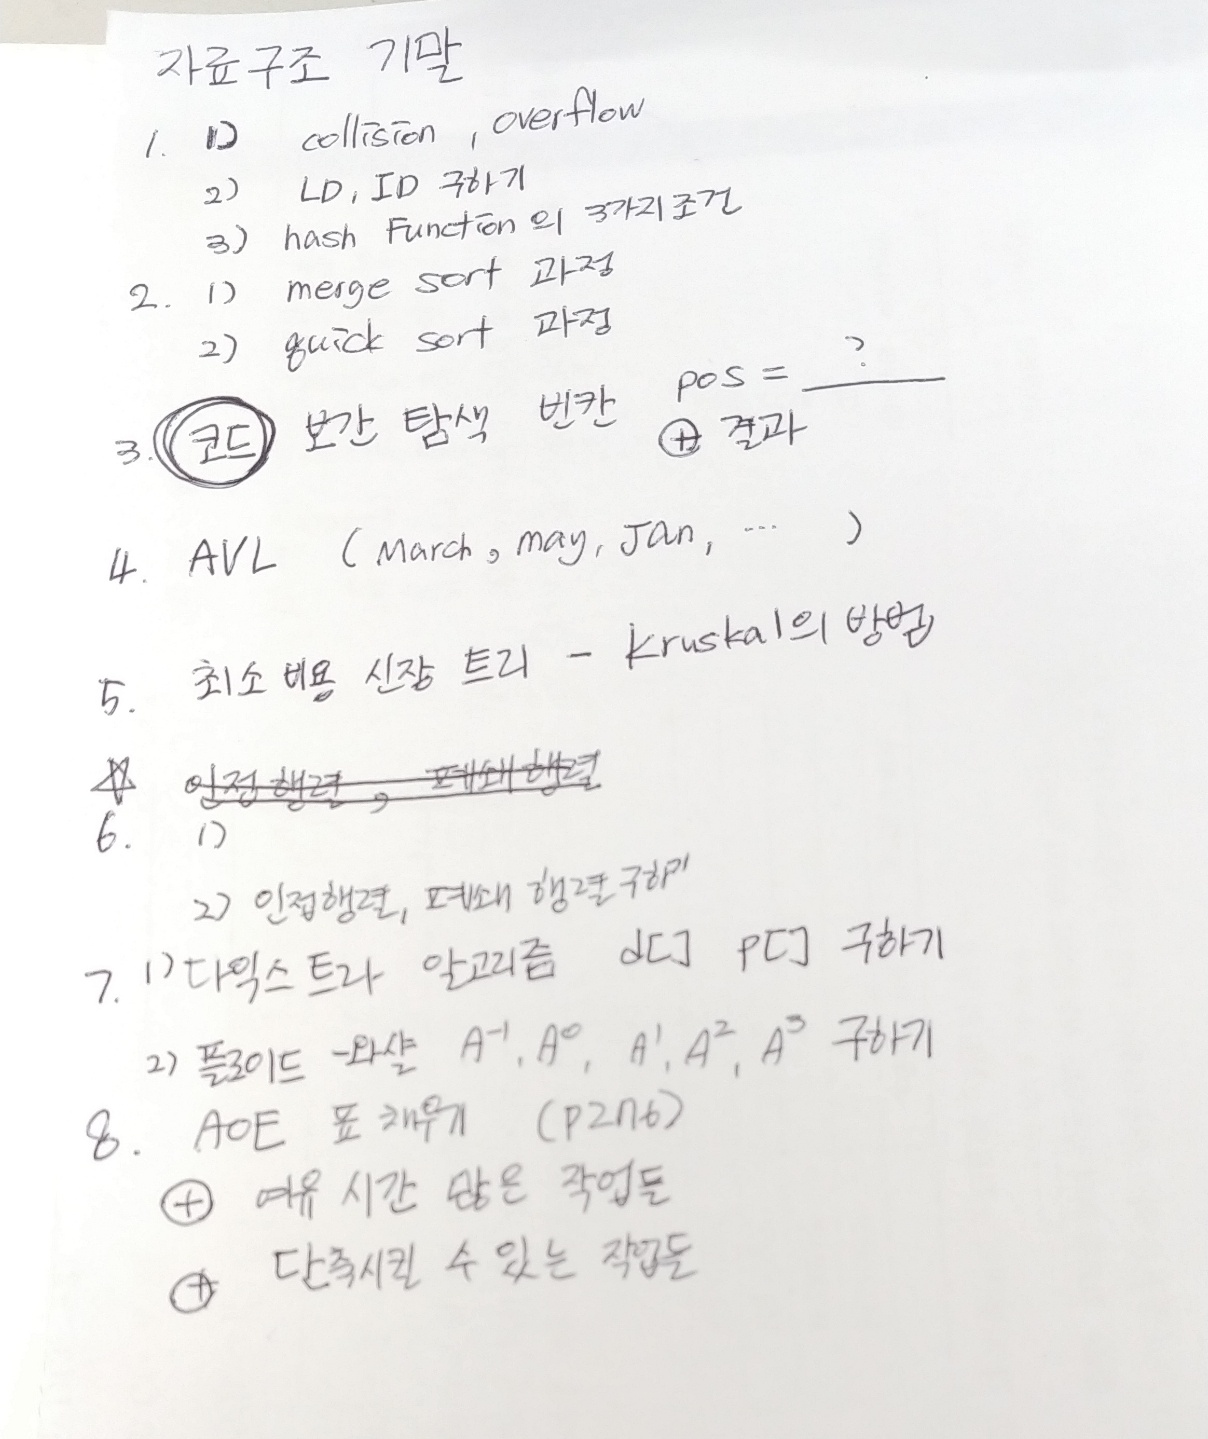 자료구조 기말
1. 1) collision, overflow
2) LD, ID 구하기
3) hash Function의 3가지조건
2. 1) merge sort 과정
2) quick sort 과정
3. 코드 보간 탐색 빈칸 pos = ?
⊕ 결과
4. AVL (March, may, Jan, ... )
5. 최소 비용 신장 트리 - Kruskal의 방법
☆ 인접행렬, 폐쇄행렬
6. 1)
2) 인접행렬, 폐쇄 행렬구하기
7. 1) 다익스트라 알고리즘 d[] p[] 구하기
2) 플로이드-와샬 A⁻¹, A⁰, A¹, A², A³ 구하기
8. AOE 표 채우기 (P276)
⊕ 여유 시간 많은 작업들
⊕ 단축시킬 수 있는 작업들